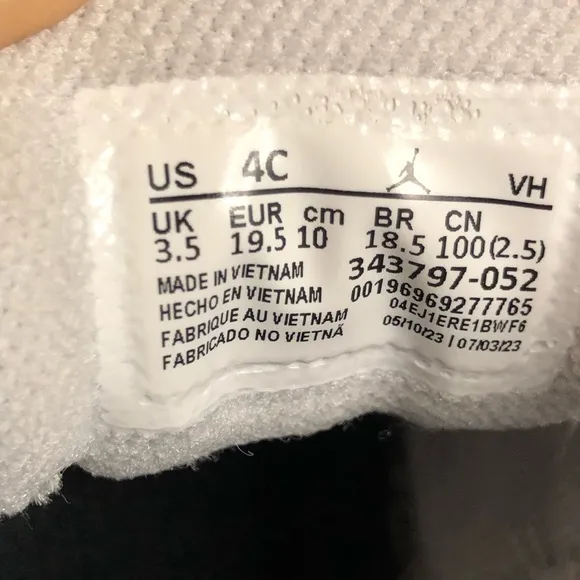 US 4C VH
UK EUR cm BR CN
3.5 19.5 10 18.5 100(2.5)
MADE IN VIETNAM
HECHO EN VIETNAM
FABRIQUE AU VIETNAM
FABRICADO NO VIETNÃ
343797-052
00196969277765
04EJ1ERE1BWF6
05/10/23 | 07/03/23